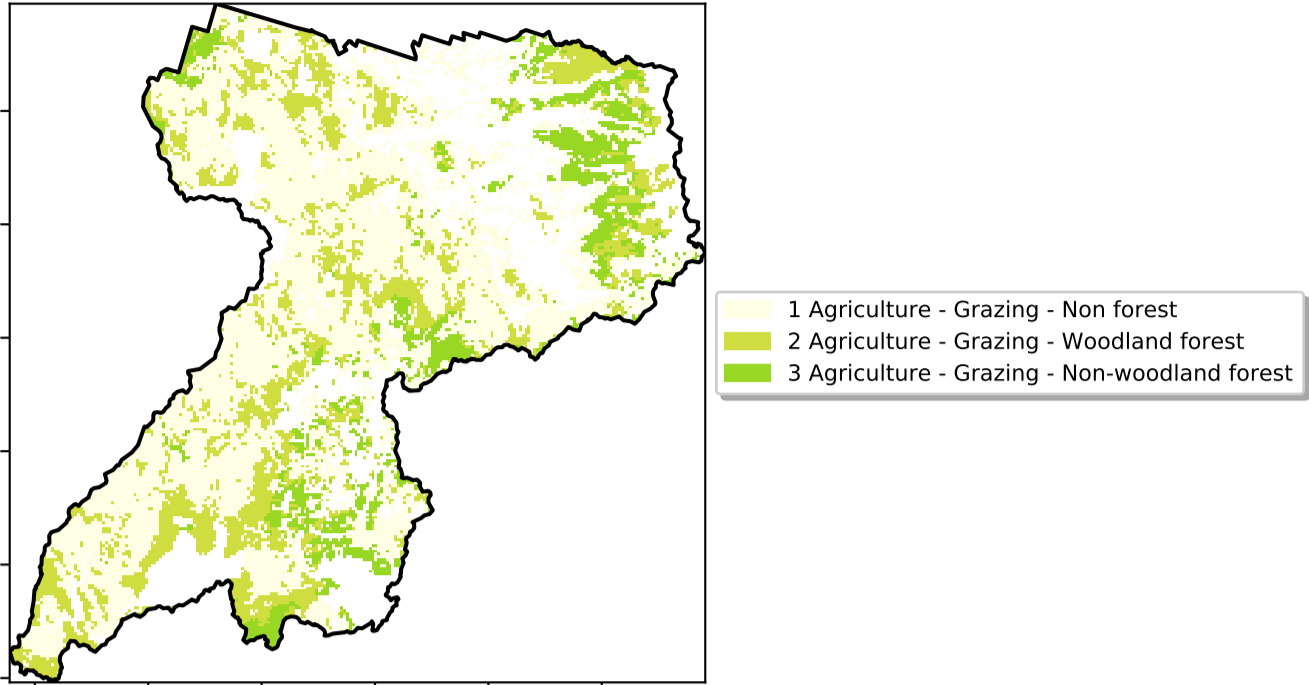 1 Agriculture - Grazing - Non forest
2 Agriculture - Grazing - Woodland forest
3 Agriculture - Grazing - Non-woodland forest